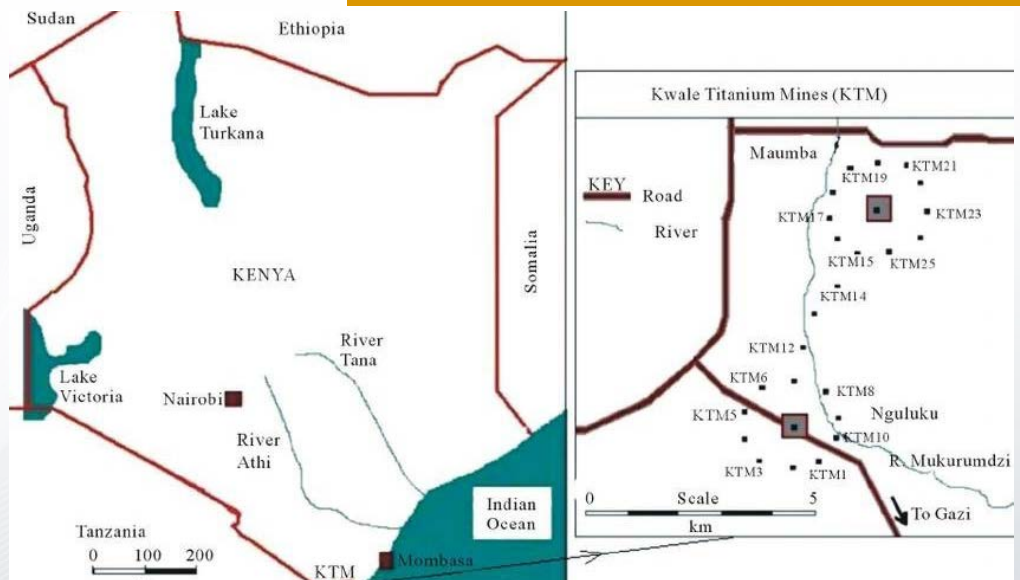 Sudan
Ethiopia
Lake
Turkana
Uganda
KENYA
Somalia
River
Tana
Lake
Victoria
Nairobi
River
Athi
Indian
Ocean
Tanzania
0 100 200
KTM
Mombasa
Kwale Titanium Mines (KTM)
Maumba
KTM19
KTM21
KEY
Road
River
KTM17
KTM23
KTM15
KTM25
KTM14
KTM12
KTM6
KTM8
KTM5
Nguluku
KTM10
R. Mukurumdzi
KTM3
KTM1
0 Scale 5
km
To Gazi